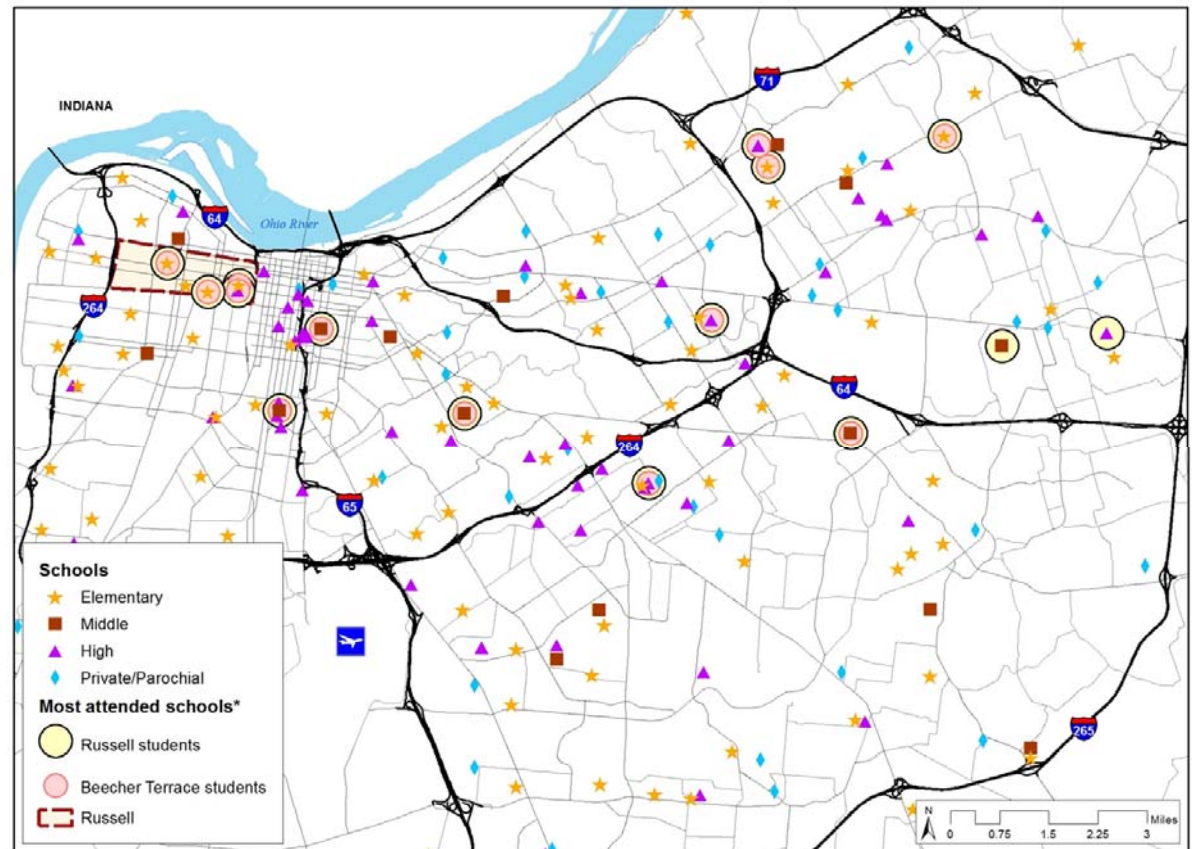 INDIANA
71
64
Ohio River
264
64
264
65
Schools
Elementary
Middle
High
Private/Parochial
Most attended schools*
Russell students
Beecher Terrace students
Russell
265
N
Miles
0 0.75 1.5 2.25 3